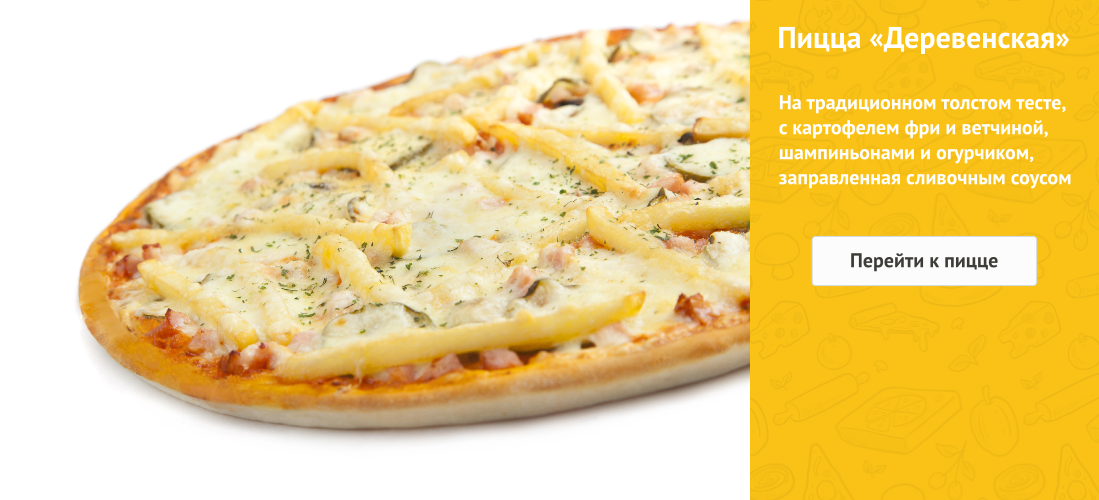 Пицца «Деревенская»
На традиционном толстом тесте,
с картофелем фри и ветчиной,
шампиньонами и огурчиком,
заправленная сливочным соусом
Перейти к пицце